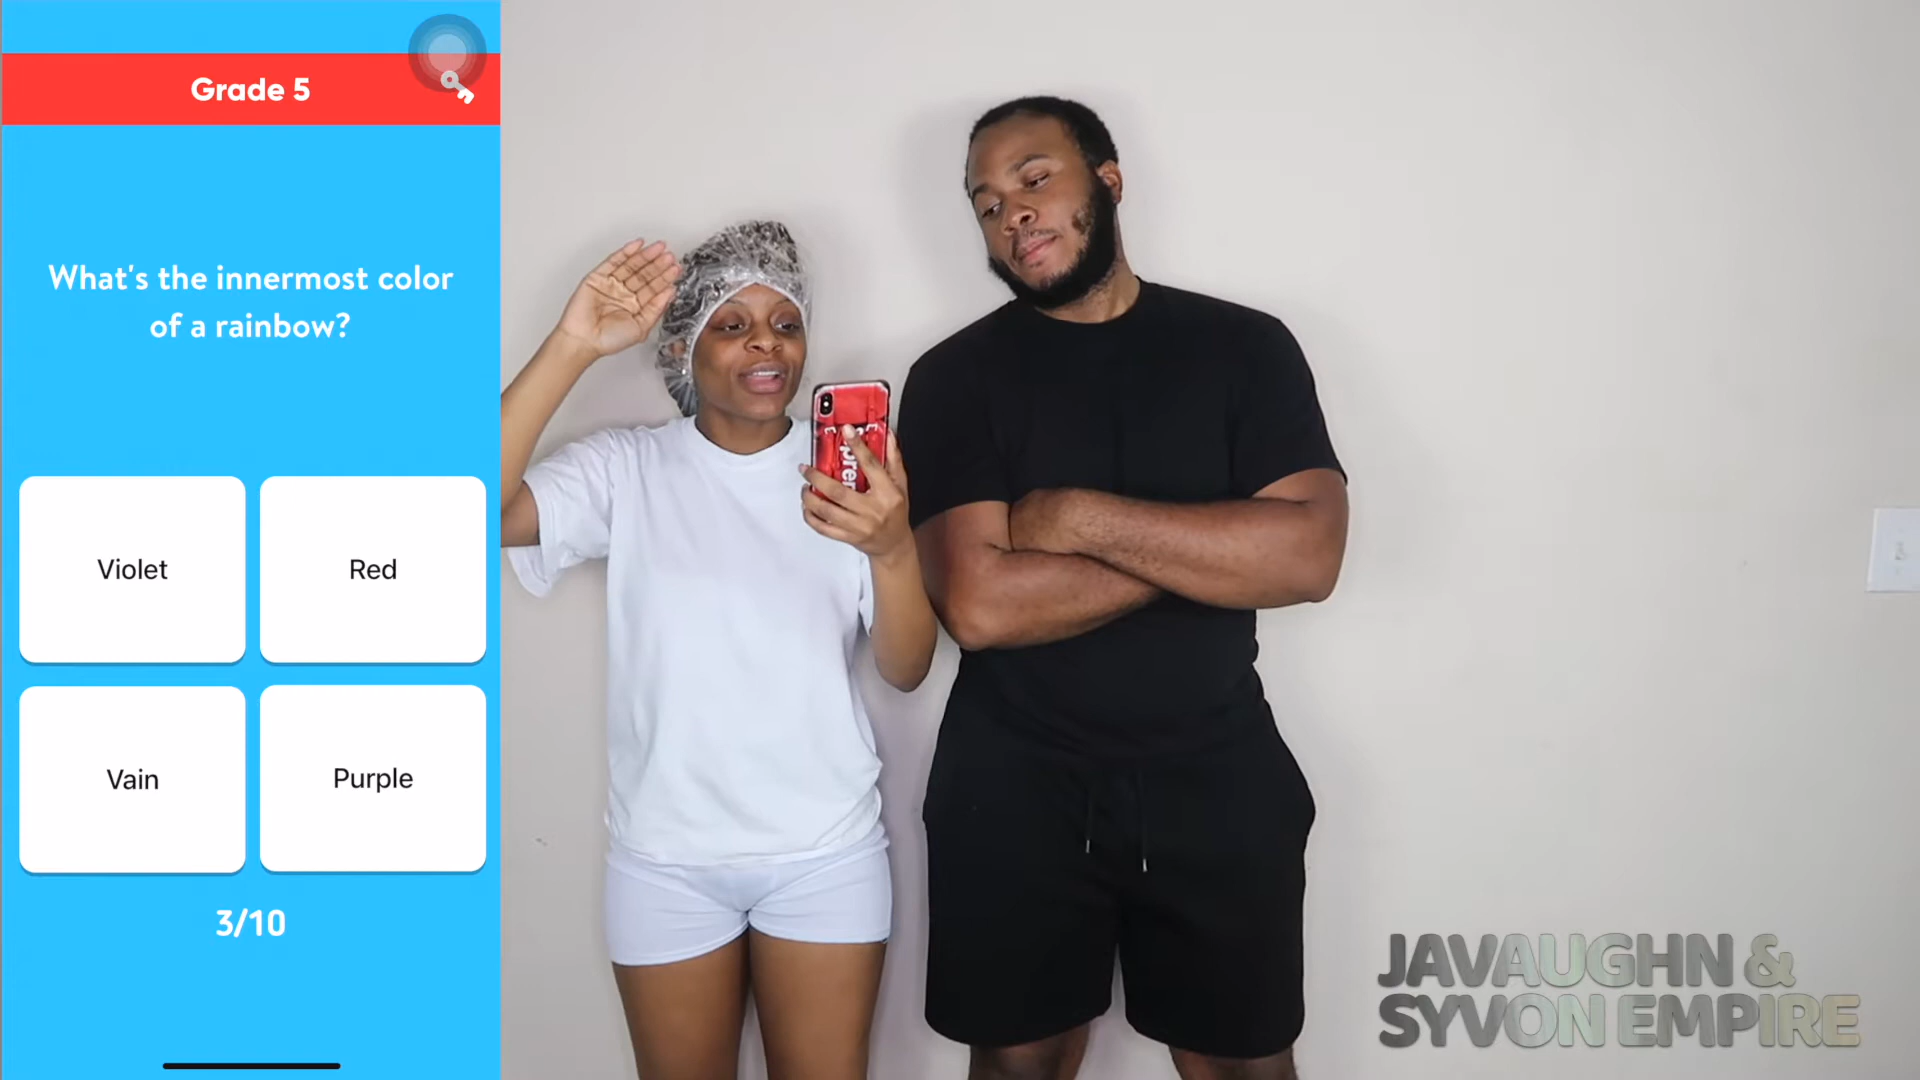 Grade 5
What's the innermost color
of a rainbow?
Violet
Red
Vain
Purple
3/10
JAVAUGHN &
SYVON EMPIRE